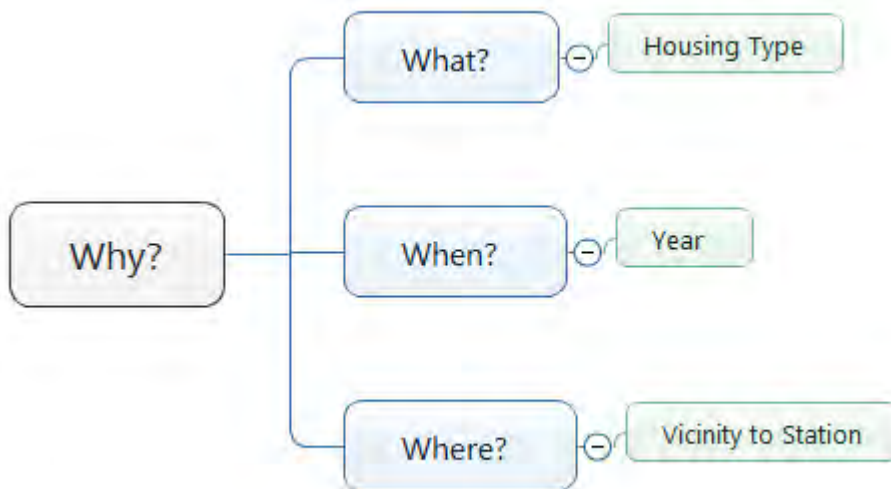 What?
Housing Type
Why?
When?
Year
Where?
Vicinity to Station